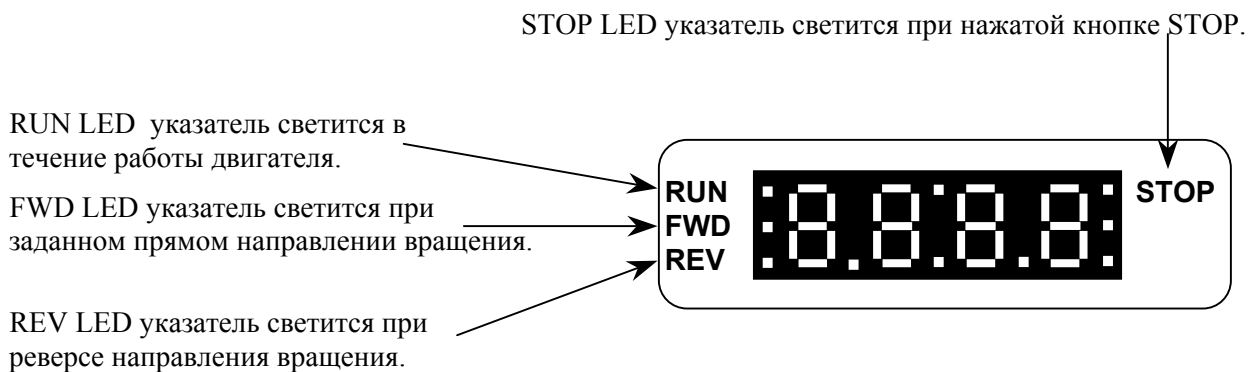 STOP LED указатель светится при нажатой кнопке STOP.
RUN LED указатель светится в
течение работы двигателя.
FWD LED указатель светится при
заданном прямом направлении вращения.
REV LED указатель светится при
реверсе направления вращения.
RUN
FWD
REV
8.8.8.8
STOP